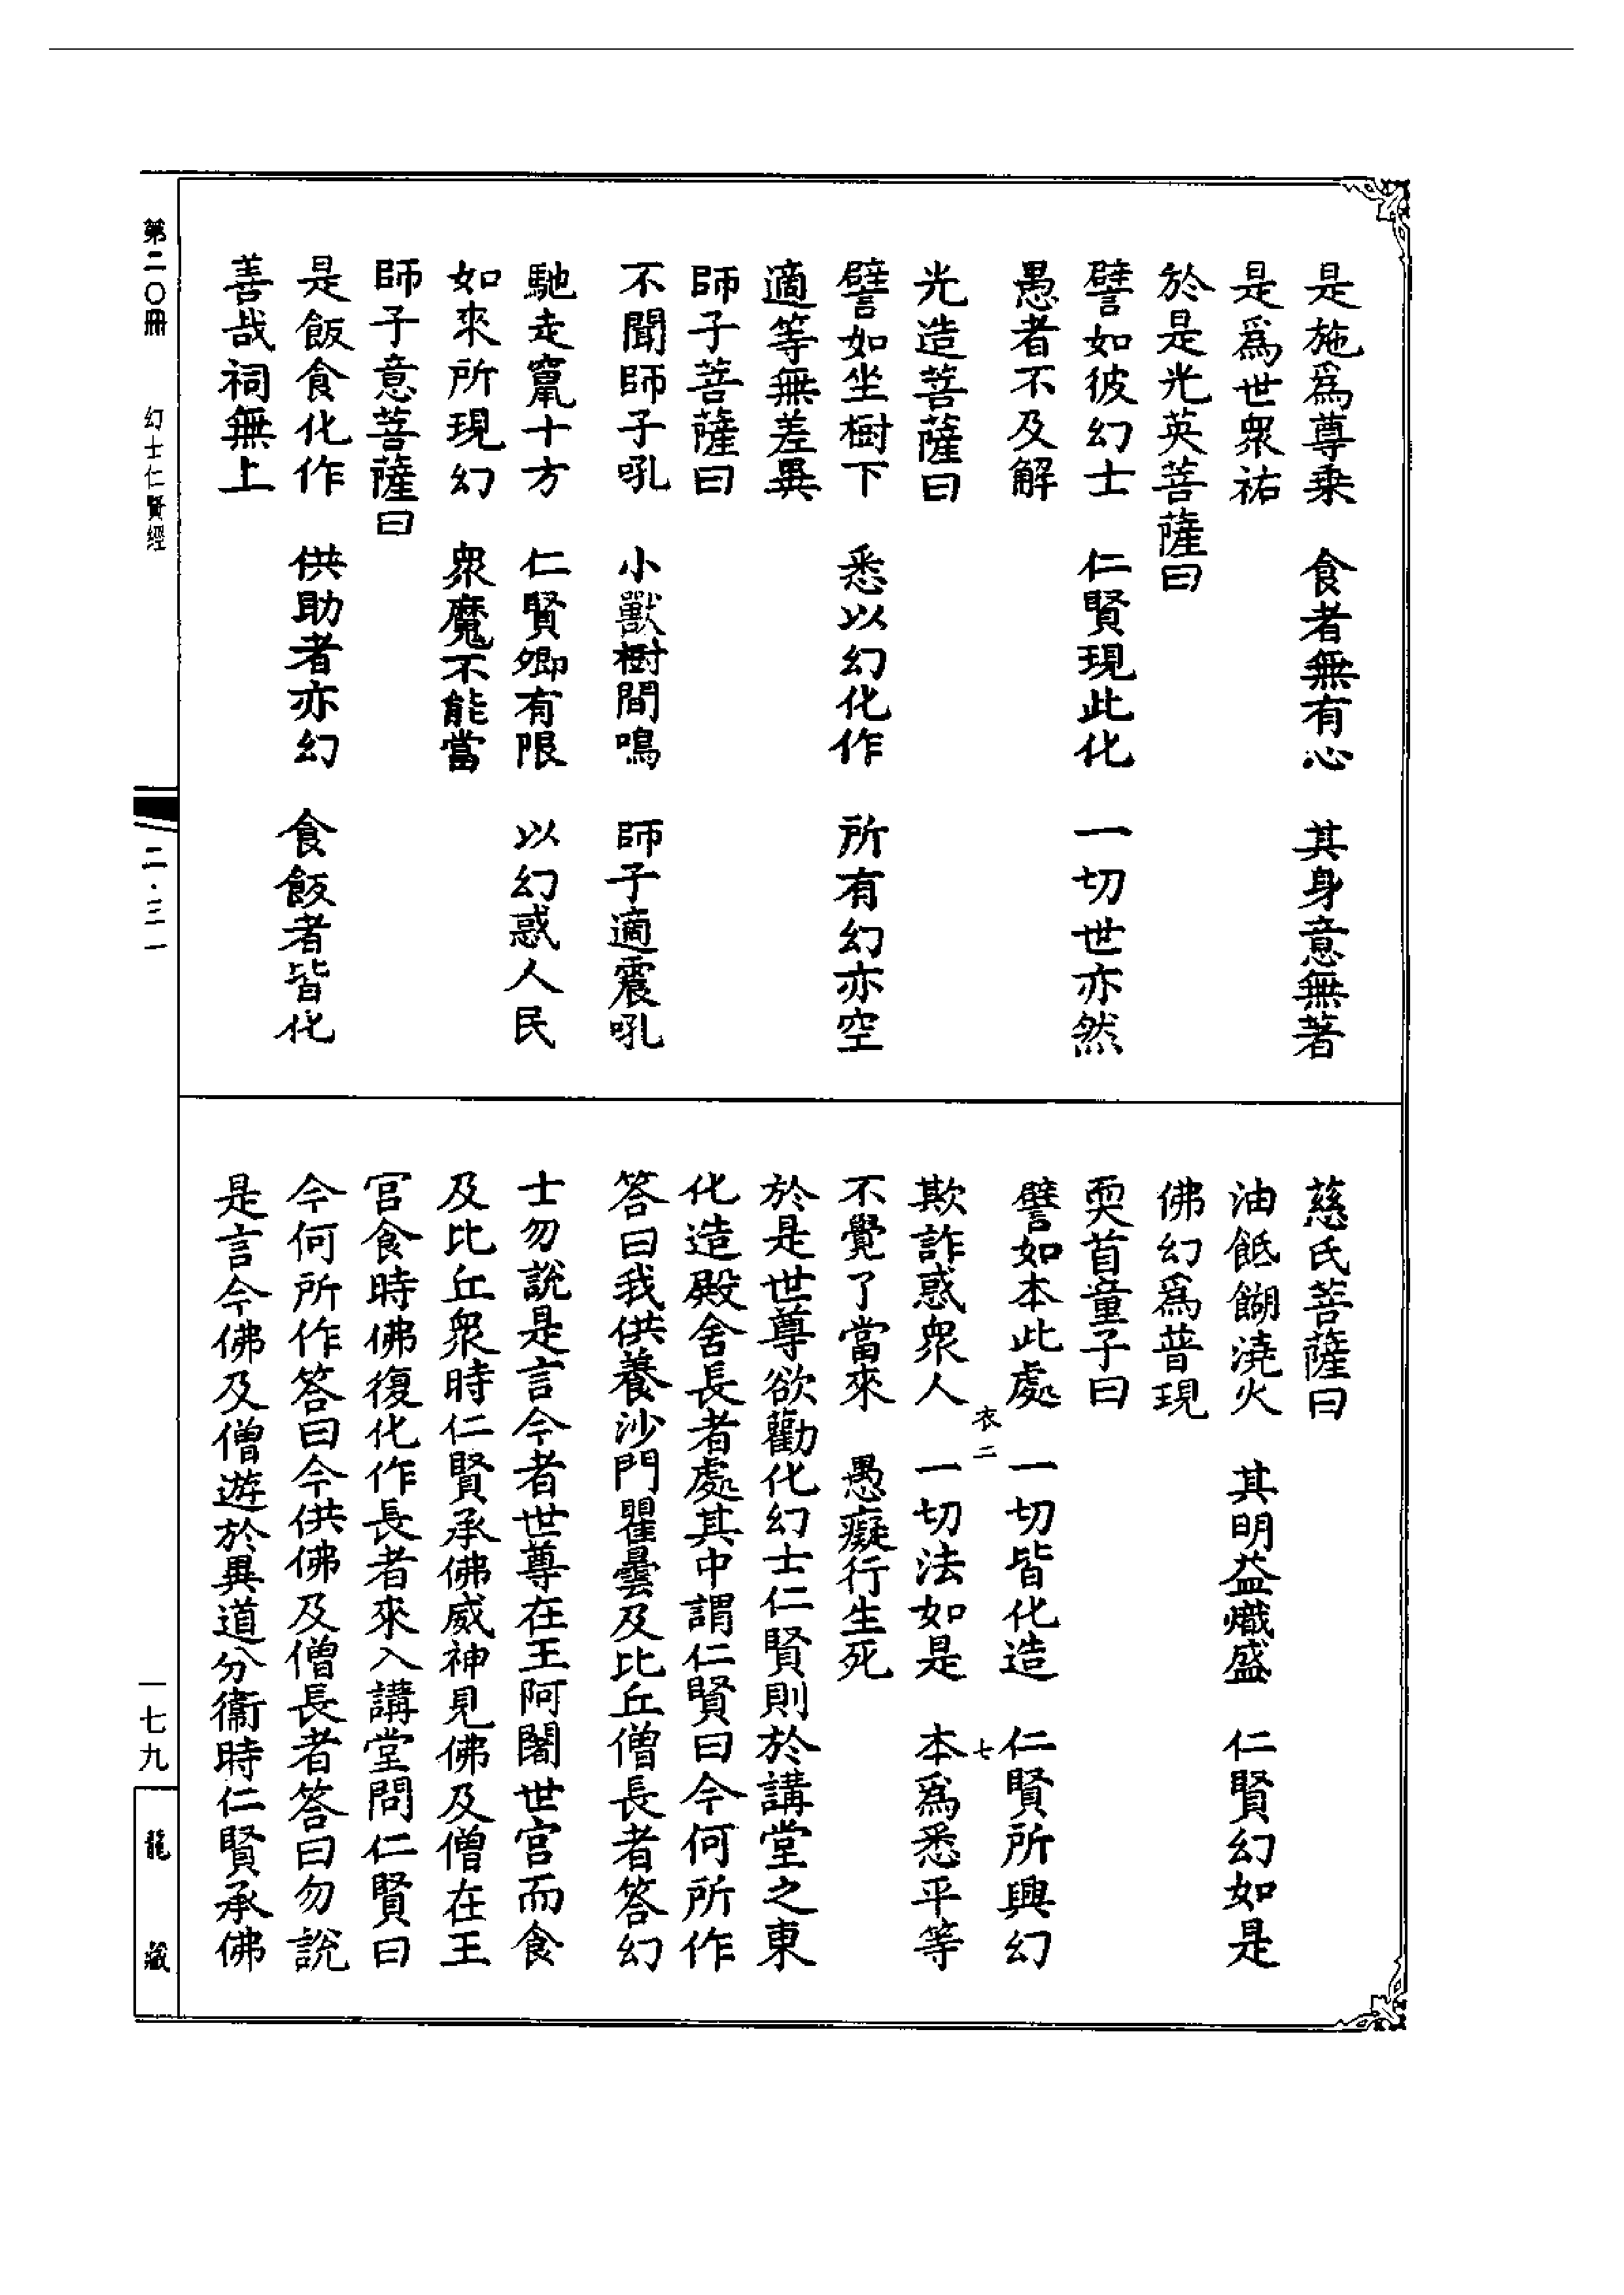 是施爲尊乗　食者無有心　其身意無著
是爲世衆祐
於是光英菩薩曰
譬如彼幻士　仁賢現此化　一切世亦然
愚者不及解
光造菩薩曰
譬如坐樹下　悉以幻化作　所有幻亦空
適等無差異
師子菩薩曰
不聞師子吼　小獸樹間鳴　師子適震吼
馳走竄十方　仁賢卿有限　以幻惑人民
如來所現幻　衆魔不能當
師子意菩薩曰
是飯食化作　供助者亦幻　食飯者皆化
善哉祠無上
慈氏菩薩曰
油餁餬澆火　其明益熾盛　仁賢幻如是
佛幻爲普現
耎首童子曰
譬如本此處　一切皆化造　仁賢所興幻
衣二　七
欺詐惑衆人　一切法如是　本爲悉平等
不覺了當來　愚癡行生死
於是世尊欲勸化幻士仁賢則於講堂之東
化造殿舍長者處其中謂仁賢曰今何所作
答曰我供養沙門瞿曇及比丘僧長者答幻
士勿說是言今者世尊在王阿闍世宫而食
及比丘衆時仁賢承佛威神見佛及僧在王
宫食時佛復化作長者來入講堂問仁賢曰
今何所作答曰今供佛及僧長者答曰勿說
是言今佛及僧遊於異道分衞時仁賢承佛
第二〇冊　幻士仁賢經
二·三一
一七九
龍藏